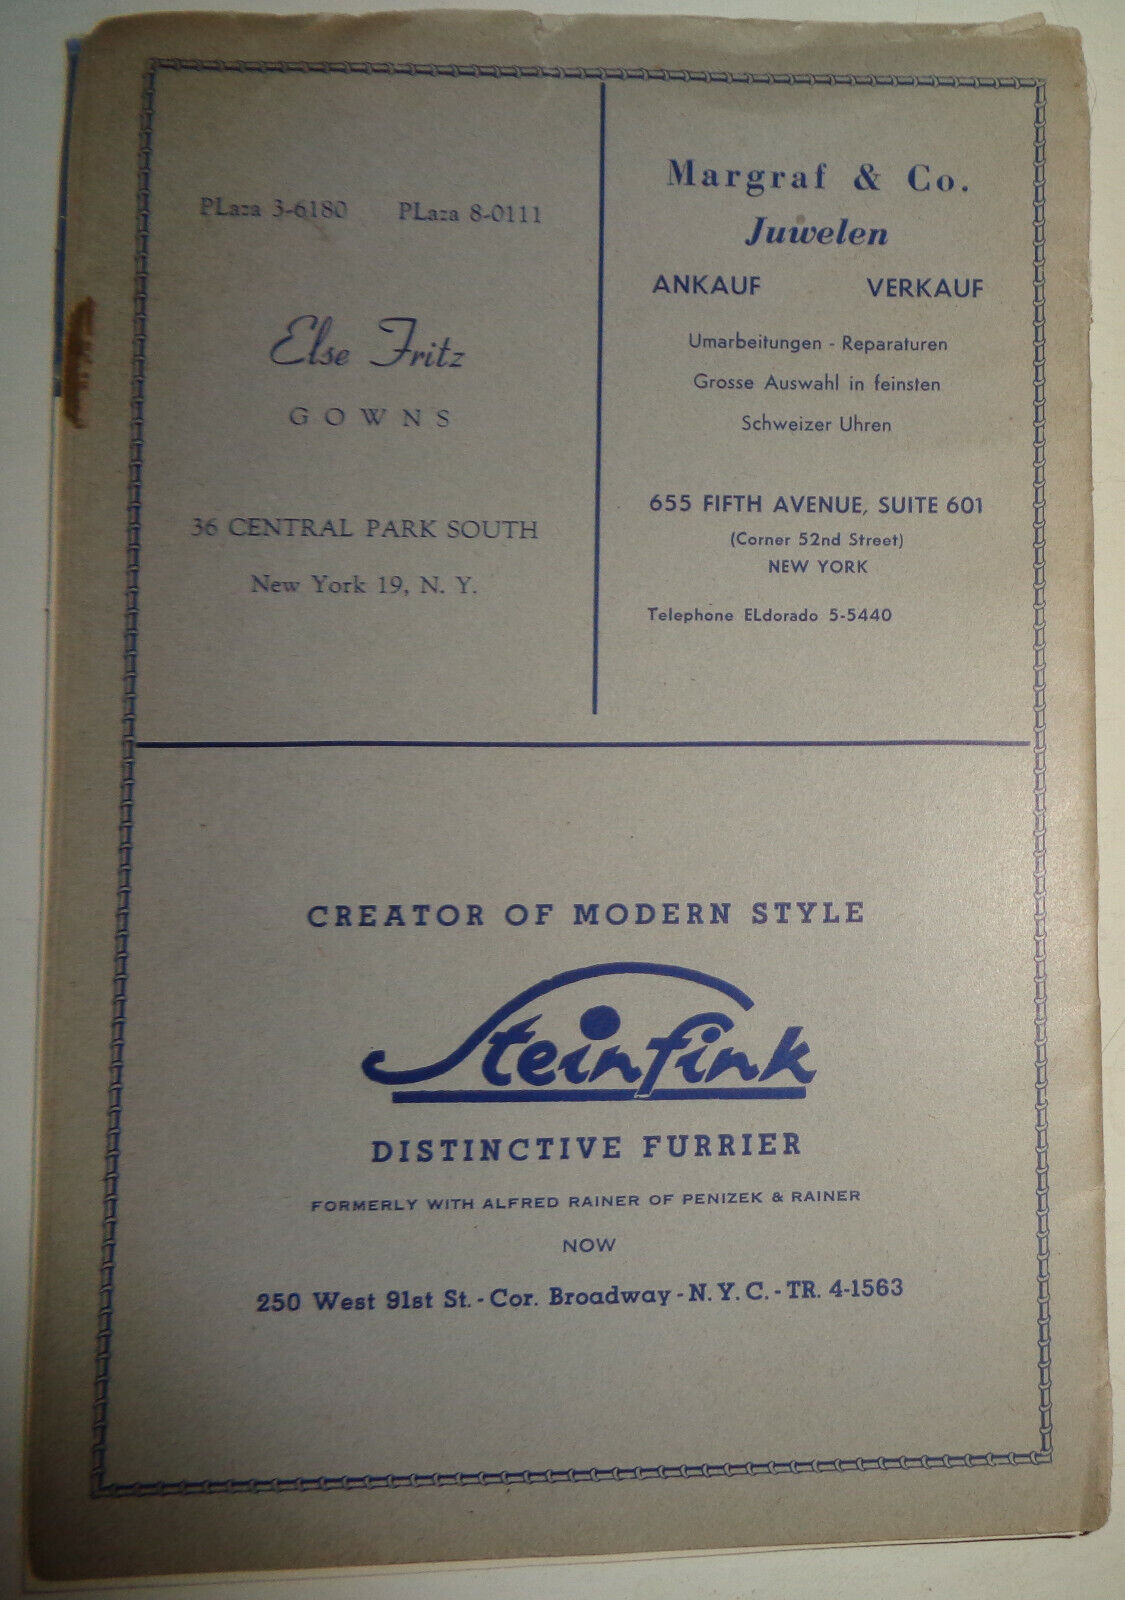 PLaza 3-6180 PLaza 8-0111
Else Fritz
GOWNS
36 CENTRAL PARK SOUTH
New York 19, N. Y.
Margraf & Co.
Juwelen
ANKAUF VERKAUF
Umarbeitungen - Reparaturen
Grosse Auswahl in feinsten
Schweizer Uhren
655 FIFTH AVENUE, SUITE 601
(Corner 52nd Street)
NEW YORK
Telephone ELdorado 5-5440
CREATOR OF MODERN STYLE
Steinfink
DISTINCTIVE FURRIER
FORMERLY WITH ALFRED RAINER OF PENIZEK & RAINER
NOW
250 West 91st St. - Cor. Broadway - N. Y. C. - TR. 4-1563